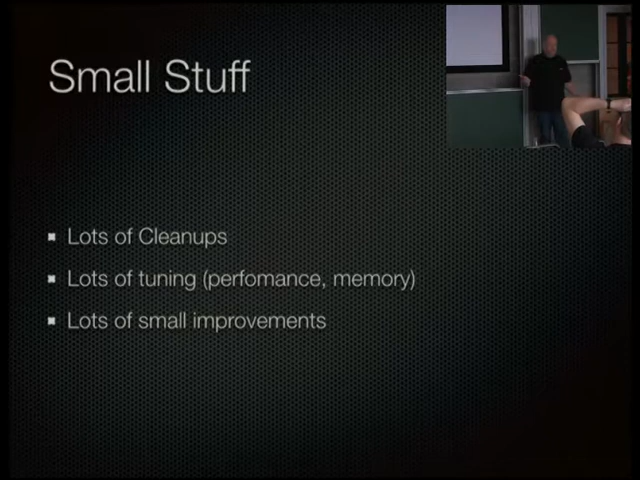 Small Stuff
Lots of Cleanups
Lots of tuning (perfomance, memory)
Lots of small improvements